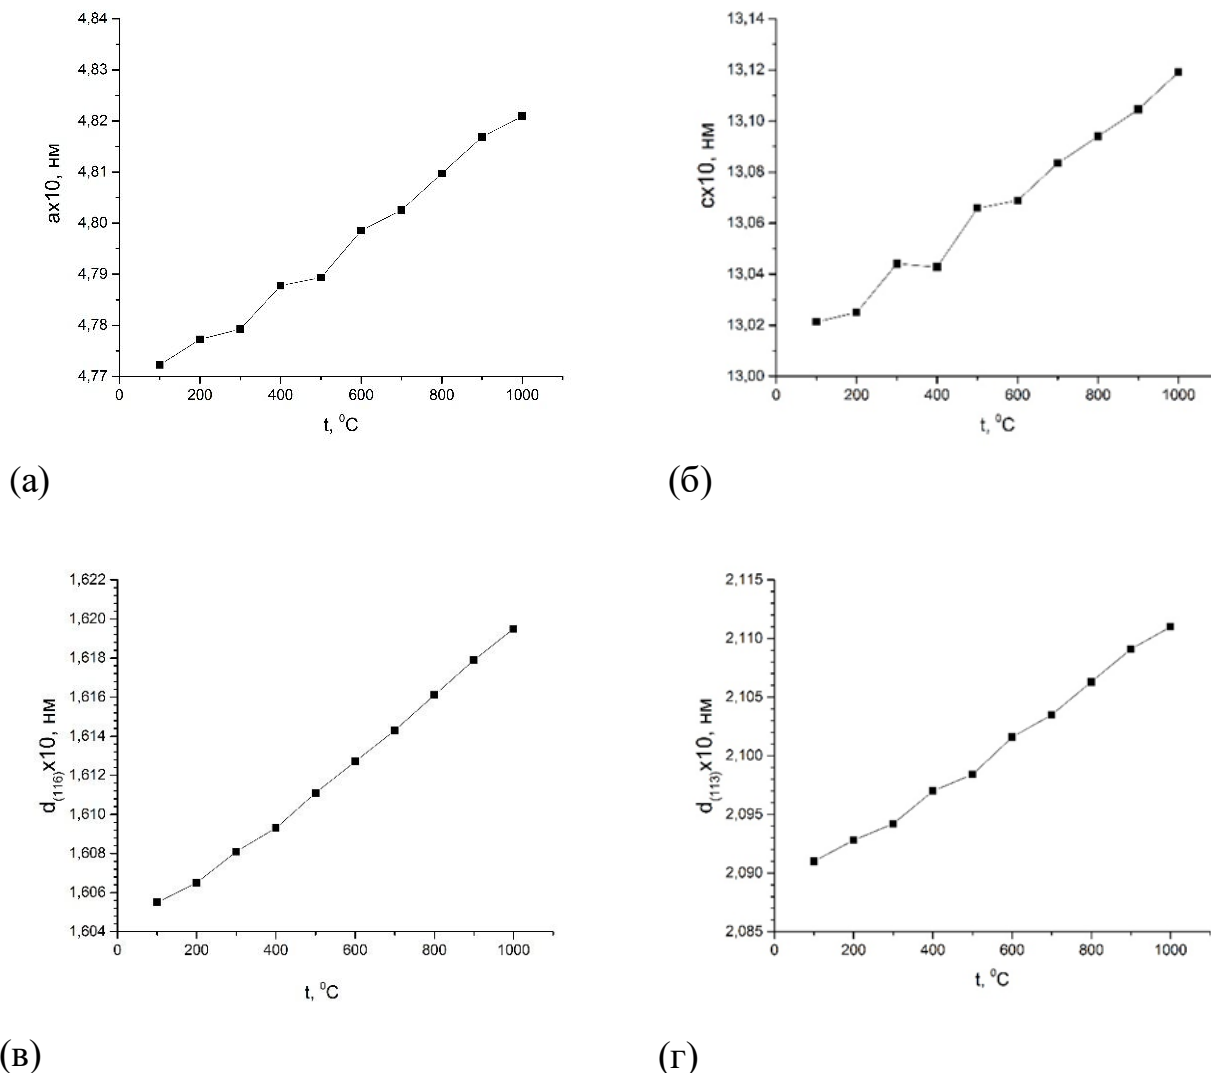 4,84
4,83
4,82
4,81
4,80
4,79
4,78
4,77
ax10, нм
0 200 400 600 800 1000
t, ⁰C
(а)
13,14
13,12
13,10
13,08
13,06
13,04
13,02
13,00
cx10, нм
0 200 400 600 800 1000
t, ⁰C
(б)
1,622
1,620
1,618
1,616
1,614
1,612
1,610
1,608
1,606
1,604
d(116)x10, нм
0 200 400 600 800 1000
t, ⁰C
(в)
2,115
2,110
2,105
2,100
2,095
2,090
2,085
d(113)x10, нм
0 200 400 600 800 1000
t, ⁰C
(г)